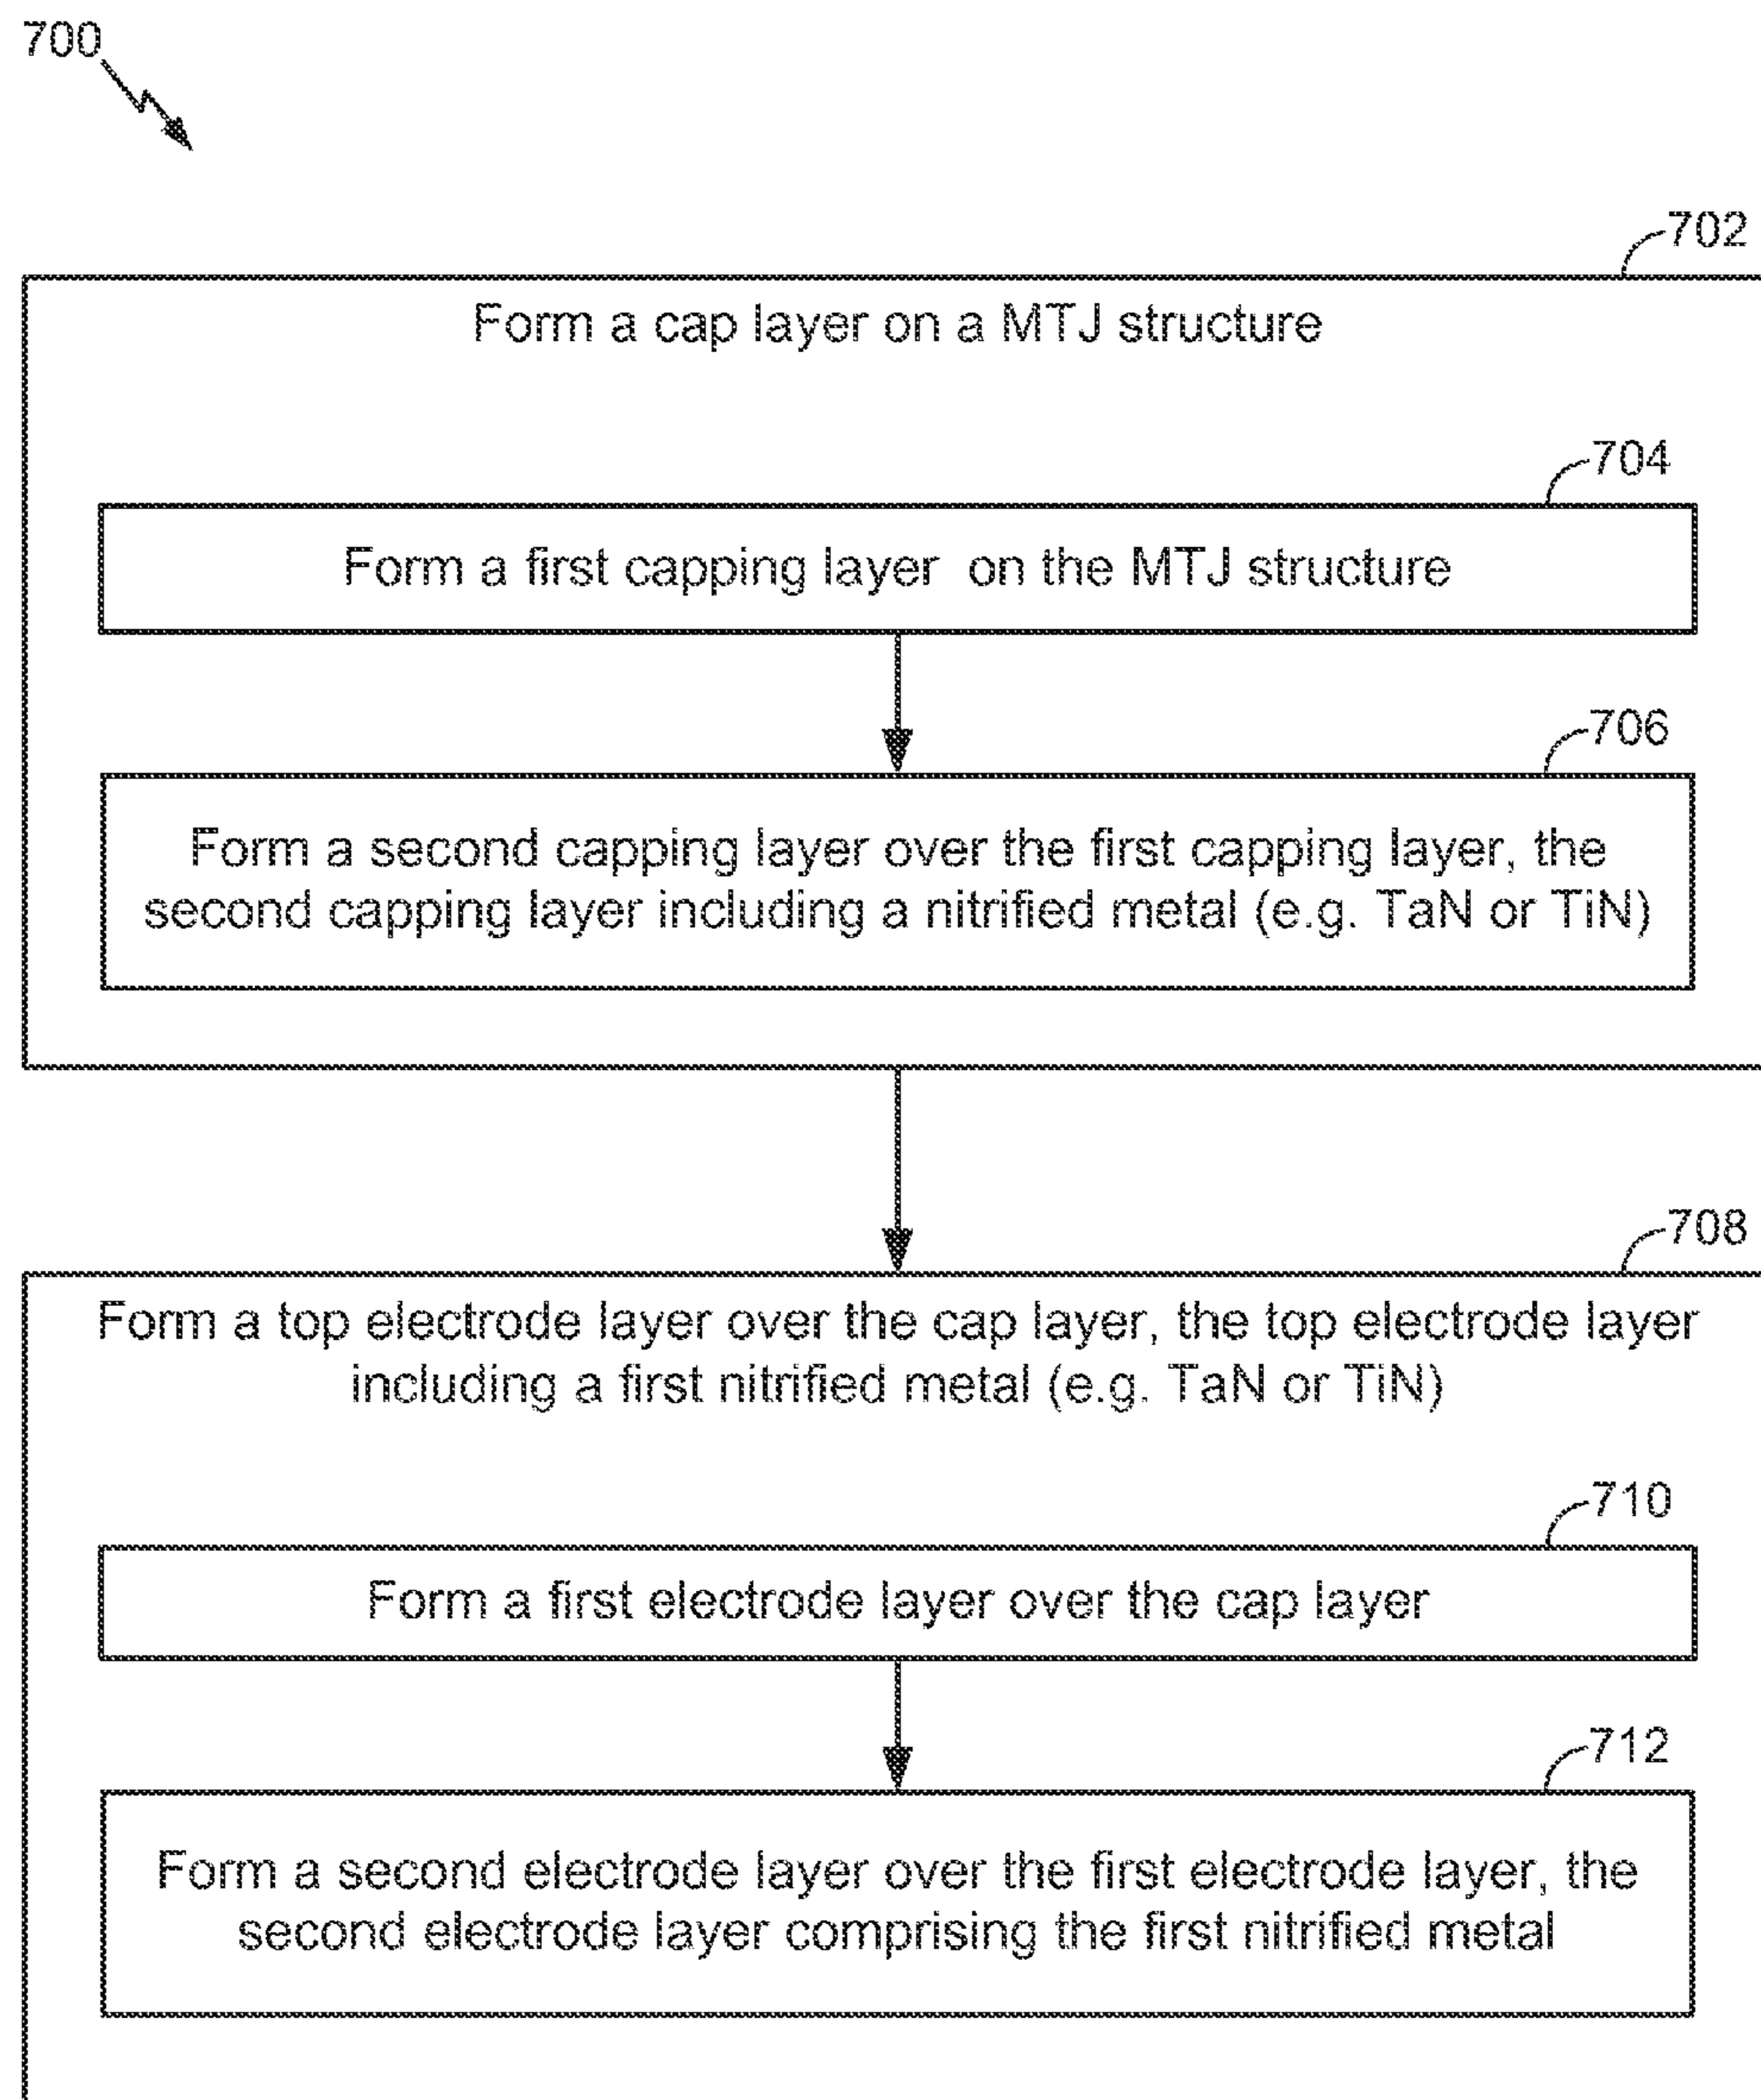 700
702
Form a cap layer on a MTJ structure
704
Form a first capping layer on the MTJ structure
706
Form a second capping layer over the first capping layer, the
second capping layer including a nitrified metal (e.g. TaN or TiN)
708
Form a top electrode layer over the cap layer, the top electrode layer
including a first nitrified metal (e.g. TaN or TiN)
710
Form a first electrode layer over the cap layer
712
Form a second electrode layer over the first electrode layer, the
second electrode layer comprising the first nitrified metal